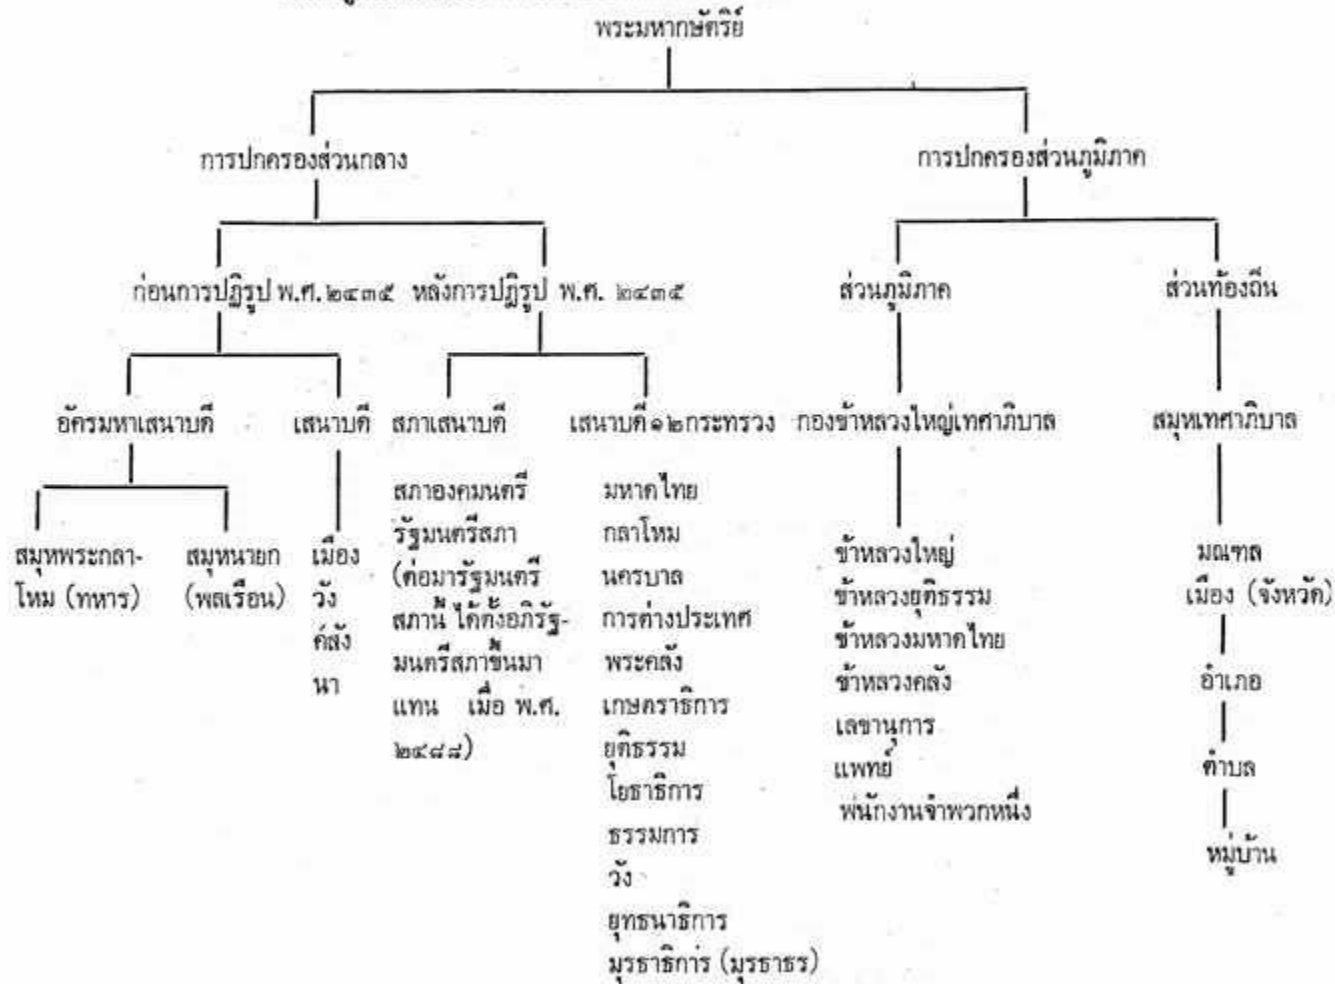 พระมหากษัตริย์
การปกครองส่วนกลาง
การปกครองส่วนภูมิภาค
ก่อนการปฏิรูป พ.ศ. ๒๔๓๕
หลังการปฏิรูป พ.ศ. ๒๔๓๕
ส่วนภูมิภาค
ส่วนท้องถิ่น
อัครมหาเสนาบดี
เสนาบดี
สภาเสนาบดี
เสนาบดี ๑๒ กระทรวง
กองข้าหลวงใหญ่เทศาภิบาล
สมุหเทศาภิบาล
สมุหพระกลา-
โหม (ทหาร)
สมุหนายก
(พลเรือน)
เมือง
วัง
คลัง
นา
สภาองคมนตรี
รัฐมนตรีสภา
(ต่อมารัฐมนตรี
สภานี้ ได้ตั้งอภิรัฐ-
มนตรีสภาขึ้นมา
แทน เมื่อ พ.ศ.
๒๔๘๘)
มหาดไทย
กลาโหม
นครบาล
การต่างประเทศ
พระคลัง
เกษตราธิการ
ยุติธรรม
โยธาธิการ
ธรรมการ
วัง
ยุทธนาธิการ
มุรธาธิการ (มุรธาธร)
ข้าหลวงใหญ่
ข้าหลวงยุติธรรม
ข้าหลวงมหาดไทย
ข้าหลวงคลัง
เลขานุการ
แพทย์
พนักงานจำพวกหนึ่ง
มณฑล
เมือง (จังหวัด)
อำเภอ
ตำบล
หมู่บ้าน